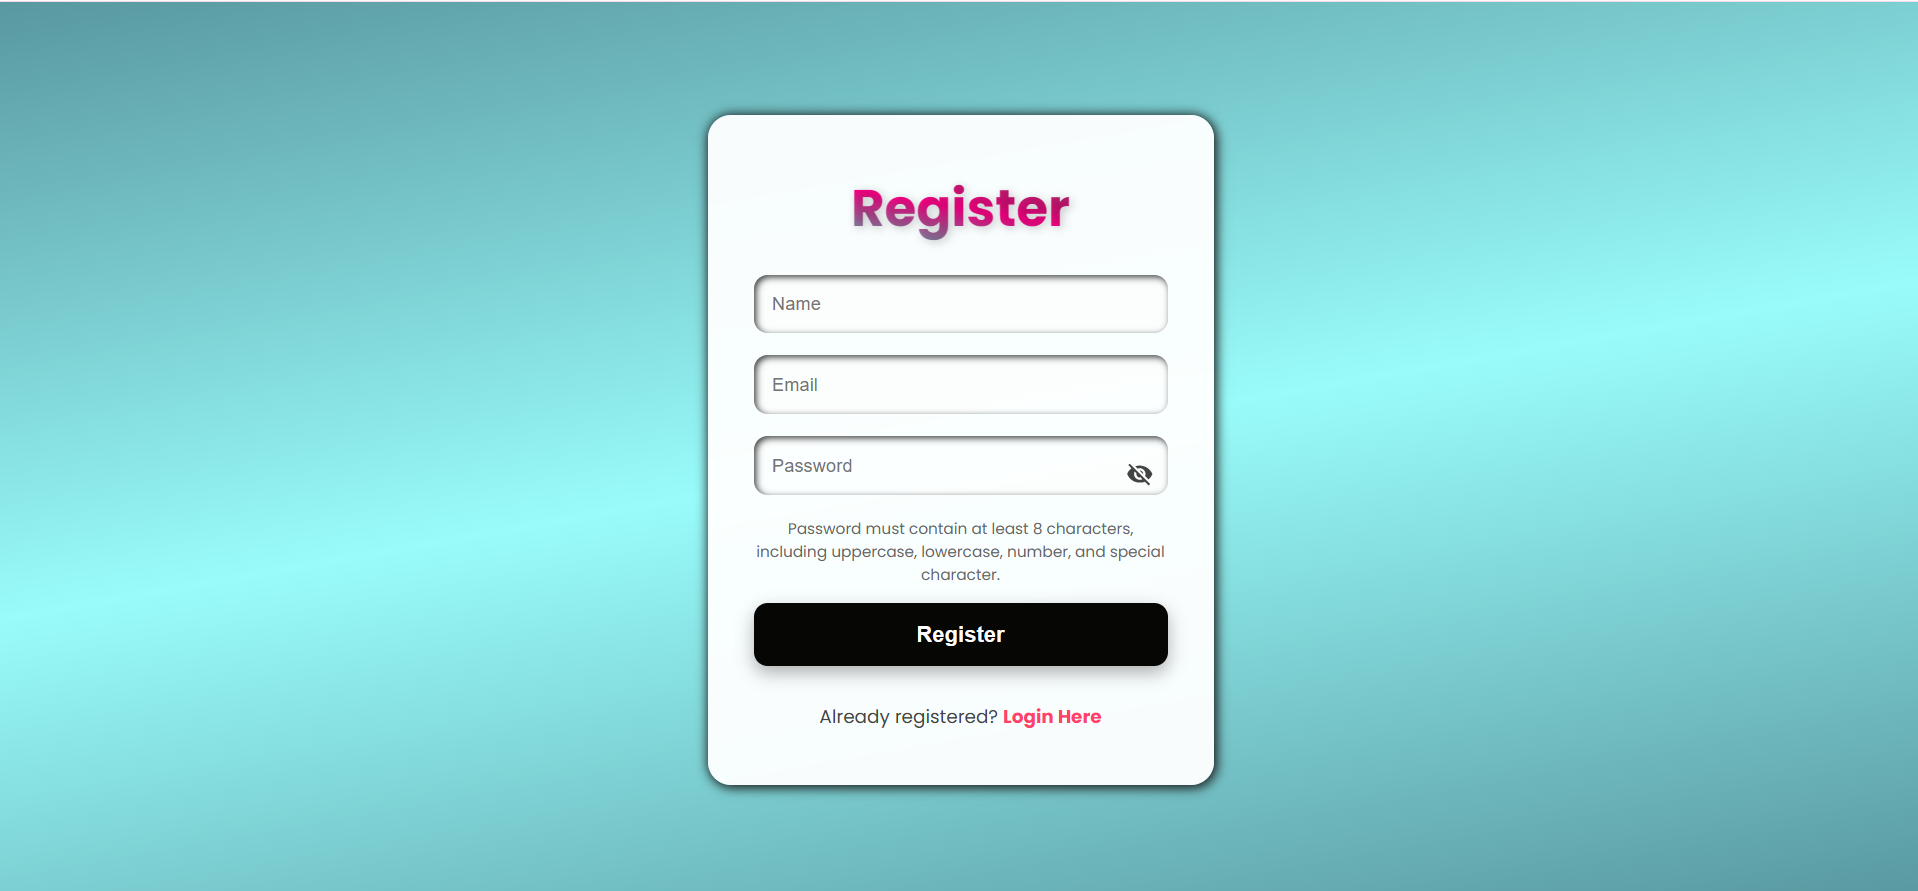 Register
Name
Email
Password
Password must contain at least 8 characters,
including uppercase, lowercase, number, and special
character.
Register
Already registered? Login Here